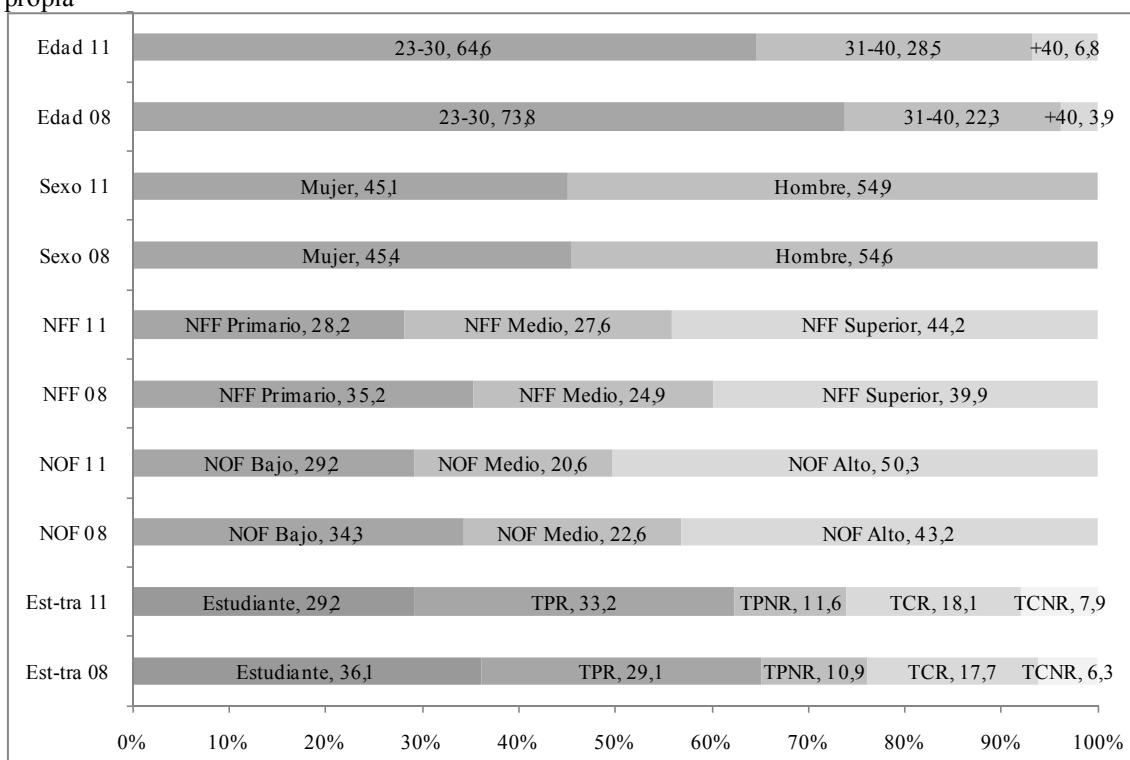 propia
Edad 11 23-30, 64,6 31-40, 28,5 +40, 6,8
Edad 08 23-30, 73,8 31-40, 22,3 +40, 3,9
Sexo 11 Mujer, 45,1 Hombre, 54,9
Sexo 08 Mujer, 45,4 Hombre, 54,6
NFF 11 NFF Primario, 28,2 NFF Medio, 27,6 NFF Superior, 44,2
NFF 08 NFF Primario, 35,2 NFF Medio, 24,9 NFF Superior, 39,9
NOF 11 NOF Bajo, 29,2 NOF Medio, 20,6 NOF Alto, 50,3
NOF 08 NOF Bajo, 34,3 NOF Medio, 22,6 NOF Alto, 43,2
Est-tra 11 Estudiante, 29,2 TPR, 33,2 TPNR, 11,6 TCR, 18,1 TCNR, 7,9
Est-tra 08 Estudiante, 36,1 TPR, 29,1 TPNR, 10,9 TCR, 17,7 TCNR, 6,3
0% 10% 20% 30% 40% 50% 60% 70% 80% 90% 100%